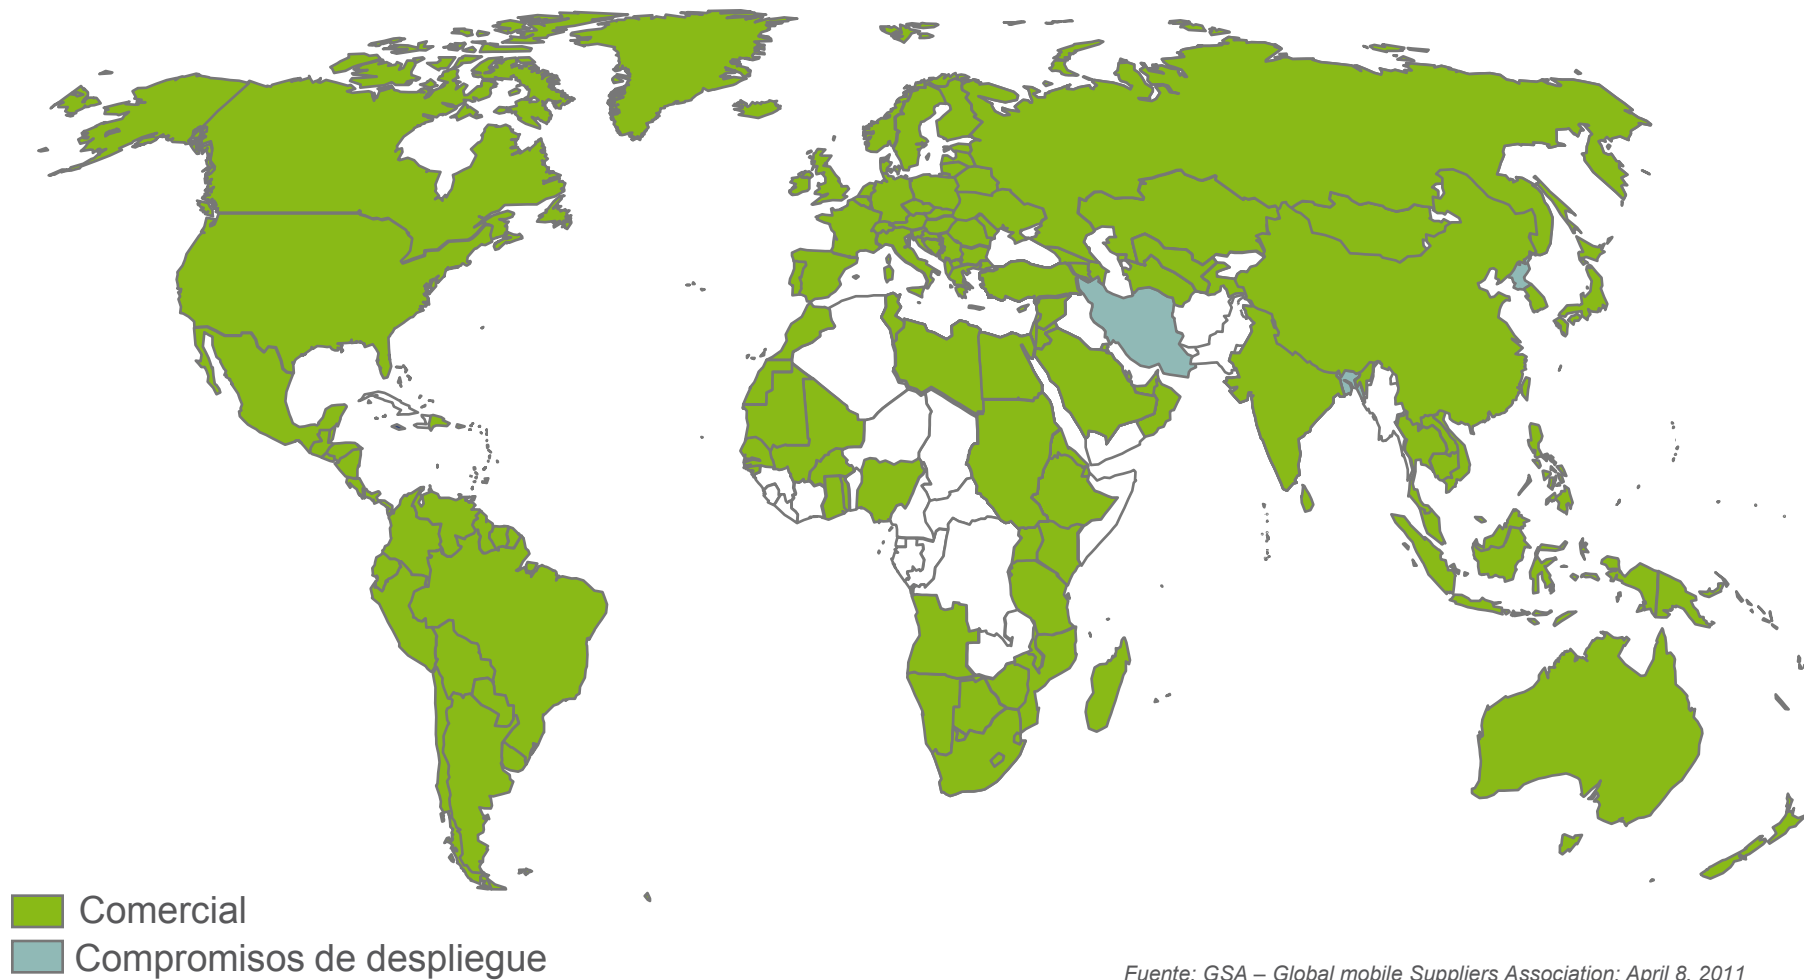 Comercial
Compromisos de despliegue
Fuente: GSA – Global mobile Suppliers Association: April 8, 2011